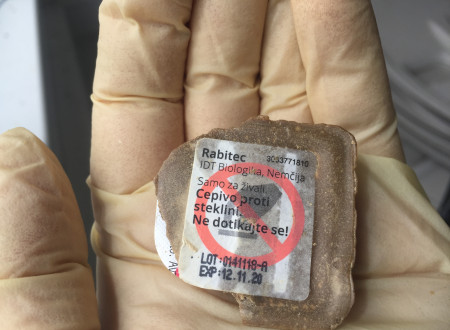 Rabitec 3003771810
IDT Biologika, Nemčija
Samo za živali.
Cepivo proti
steklini.
Ne dotikajte se!
LOT:0141118-A
EXP:12.11.20